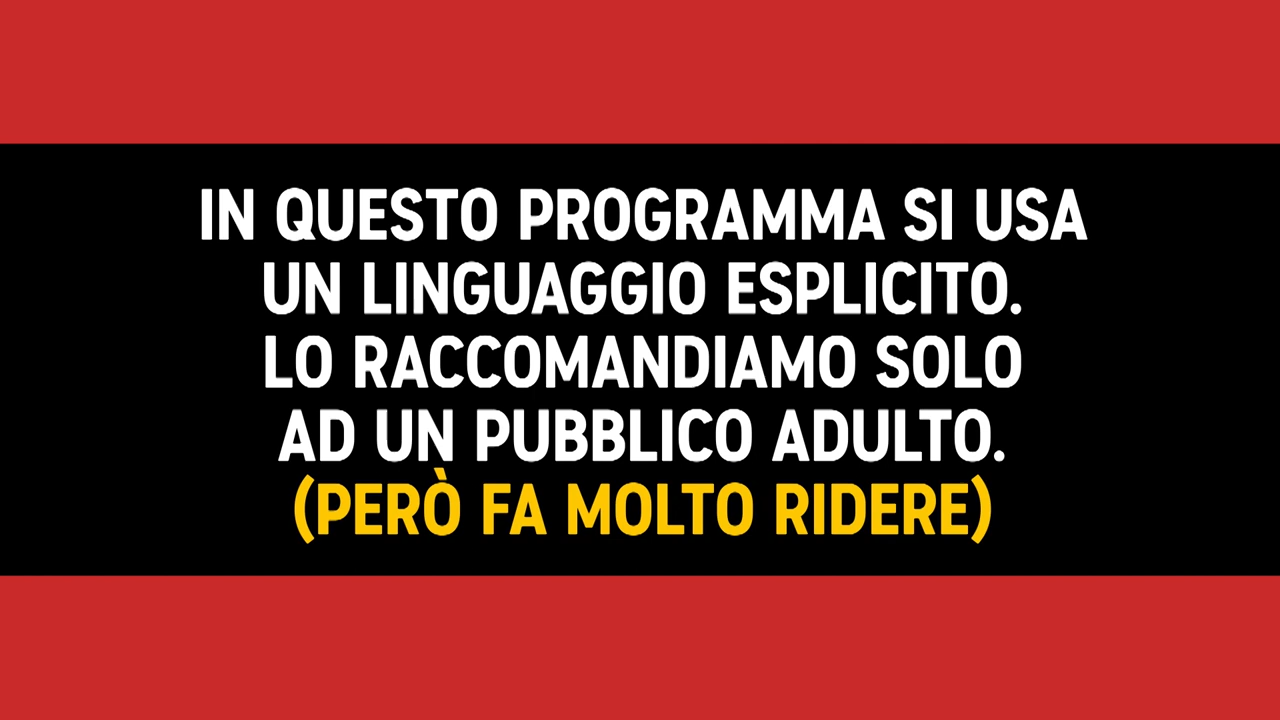 IN QUESTO PROGRAMMA SI USA
UN LINGUAGGIO ESPLICITO.
LO RACCOMANDIAMO SOLO
AD UN PUBBLICO ADULTO.
(PERÒ FA MOLTO RIDERE)